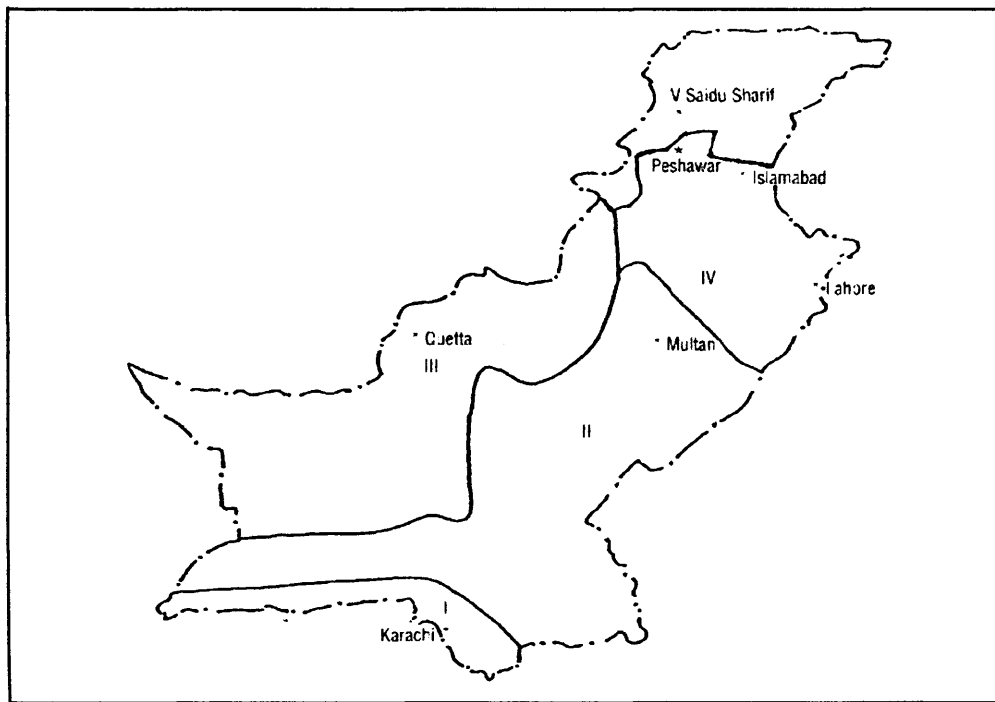 V Saidu Sharif
Peshawar
Islamabad
IV
Lahore
Quetta
Multan
III
II
I
Karachi